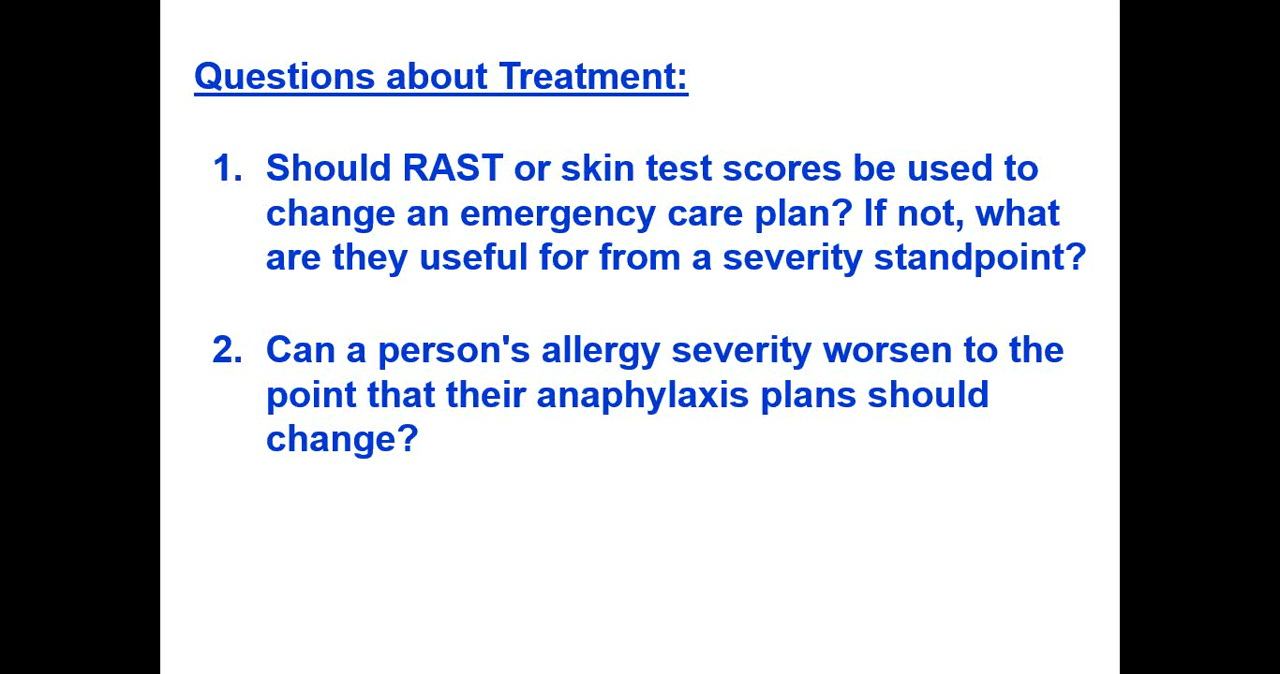 Questions about Treatment:
1. Should RAST or skin test scores be used to
change an emergency care plan? If not, what
are they useful for from a severity standpoint?
2. Can a person's allergy severity worsen to the
point that their anaphylaxis plans should
change?